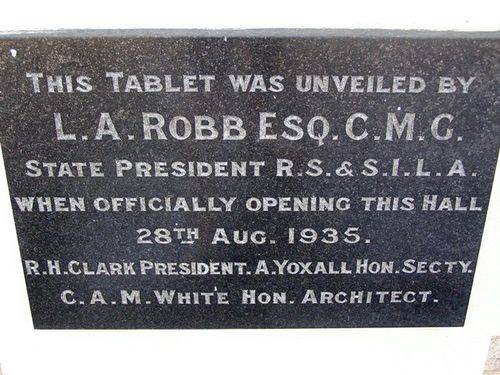 THIS TABLET WAS UNVEILED BY
L.A. ROBB ESQ. C.M.G.
STATE PRESIDENT R.S. & S.I.L.A.
WHEN OFFICIALLY OPENING THIS HALL
28TH AUG. 1935.
R.H. CLARK PRESIDENT. A. YOXALL HON. SECTY.
C.A.M. WHITE HON. ARCHITECT.